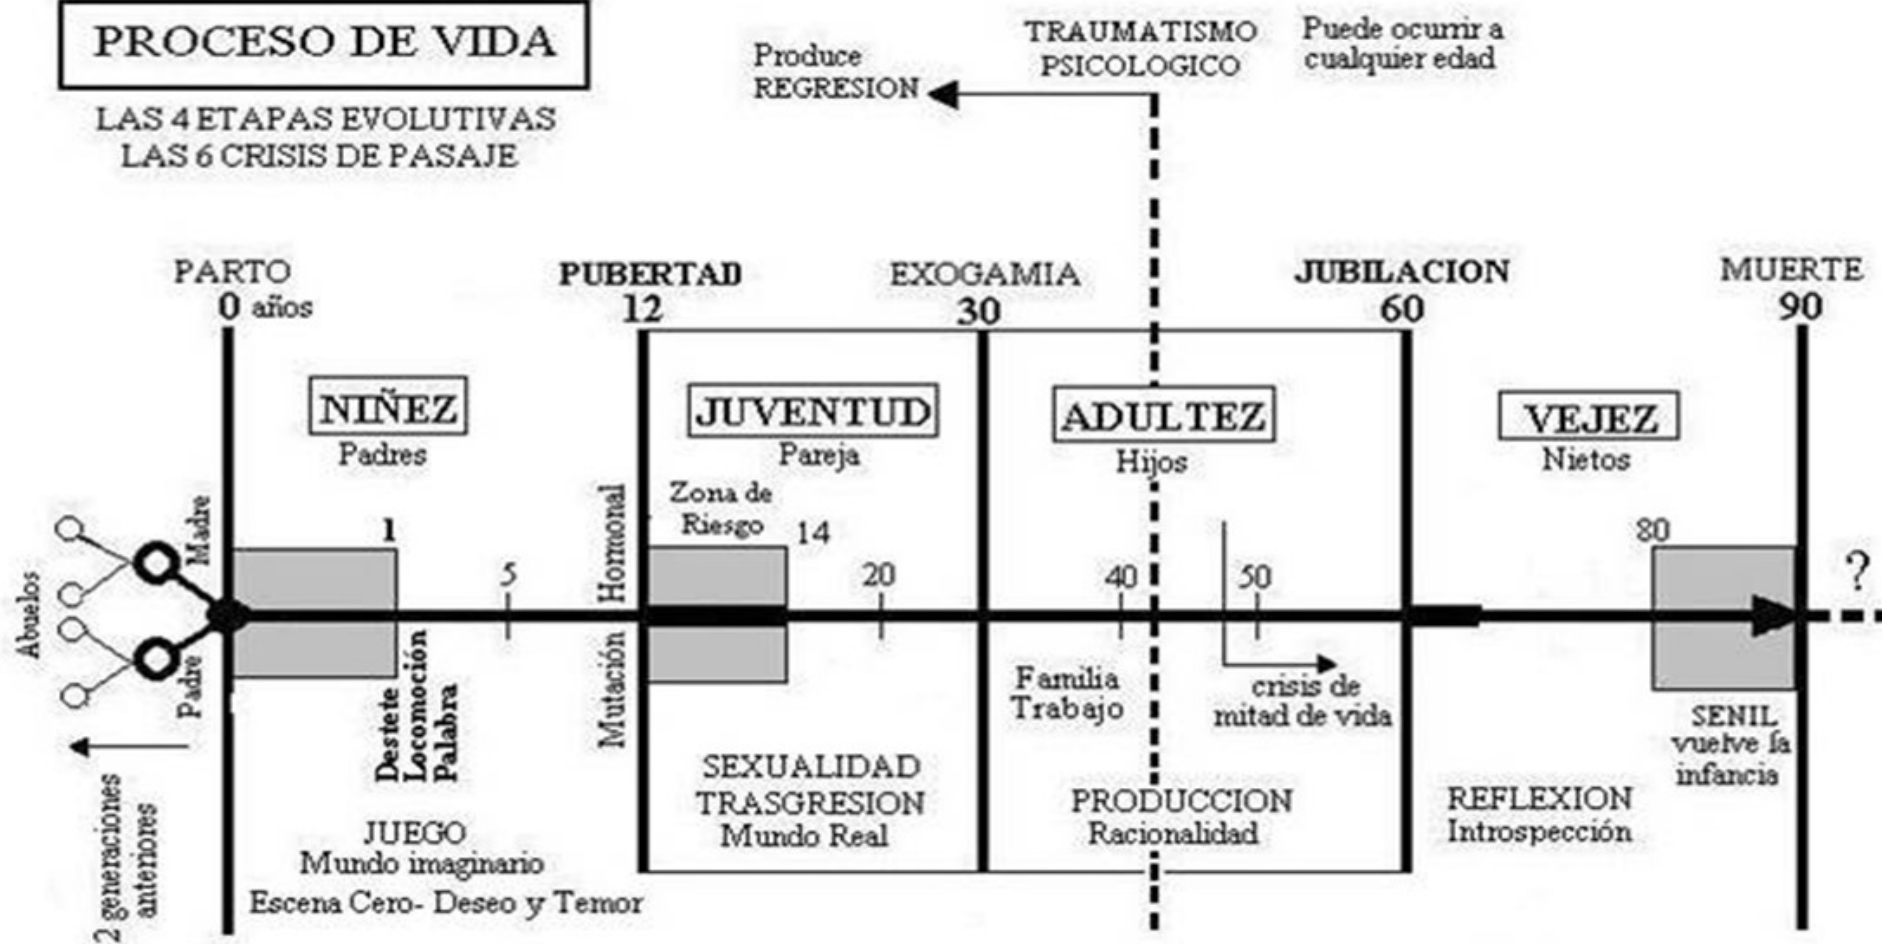 PROCESO DE VIDA
LAS 4 ETAPAS EVOLUTIVAS
LAS 6 CRISIS DE PASAJE
Produce
REGRESION
TRAUMATISMO
PSICOLOGICO
Puede ocurrir a
cualquier edad
PARTO
0 años
PUBERTAD
12
EXOGAMIA
30
JUBILACION
60
MUERTE
90
NIÑEZ
Padres
JUVENTUD
Pareja
ADULTEZ
Hijos
VEJEZ
Nietos
Abuelos
Madre
Padre
2 generaciones
anteriores
1
5
Destete
Locomoción
Palabra
JUEGO
Mundo imaginario
Escena Cero- Deseo y Temor
Mutación Hormonal
Zona de
Riesgo
14
20
SEXUALIDAD
TRASGRESION
Mundo Real
40
50
Familia
Trabajo
crisis de
mitad de vida
PRODUCCION
Racionalidad
80
?
SENIL
vuelve la
infancia
REFLEXION
Introspección